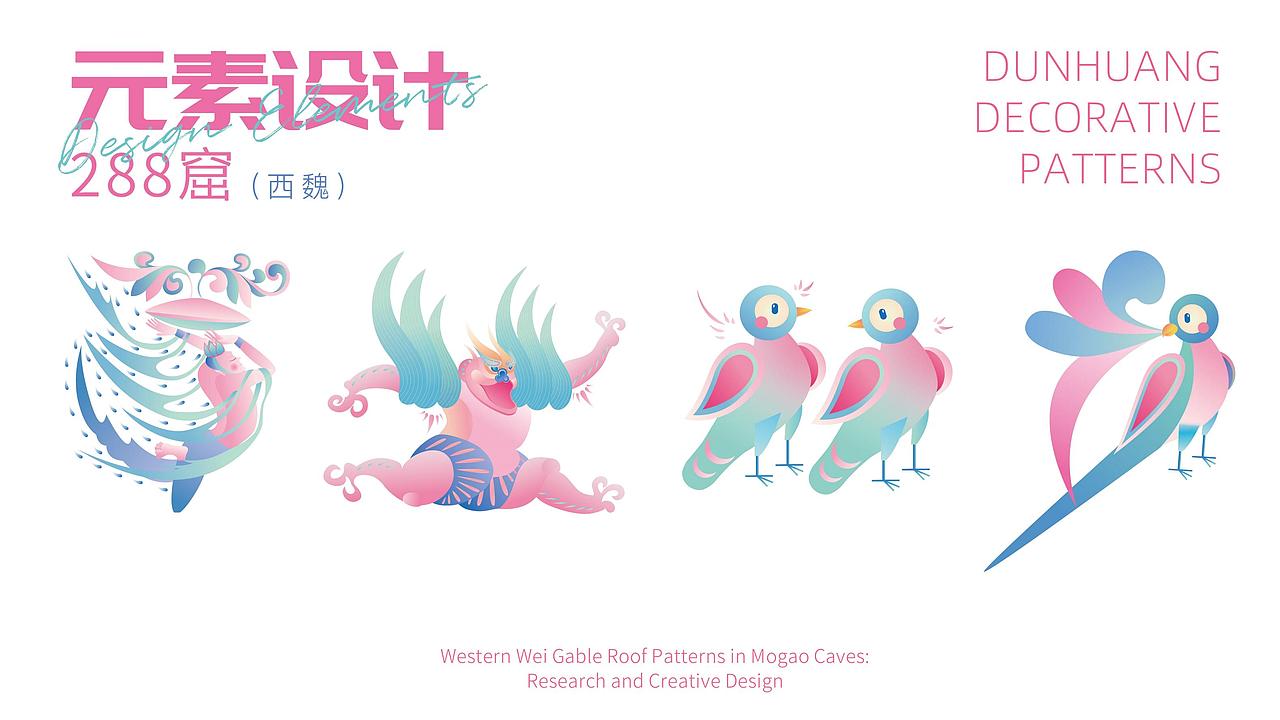 元素设计
Design Elements
288窟（西魏）
DUNHUANG
DECORATIVE
PATTERNS
Western Wei Gable Roof Patterns in Mogao Caves:
Research and Creative Design